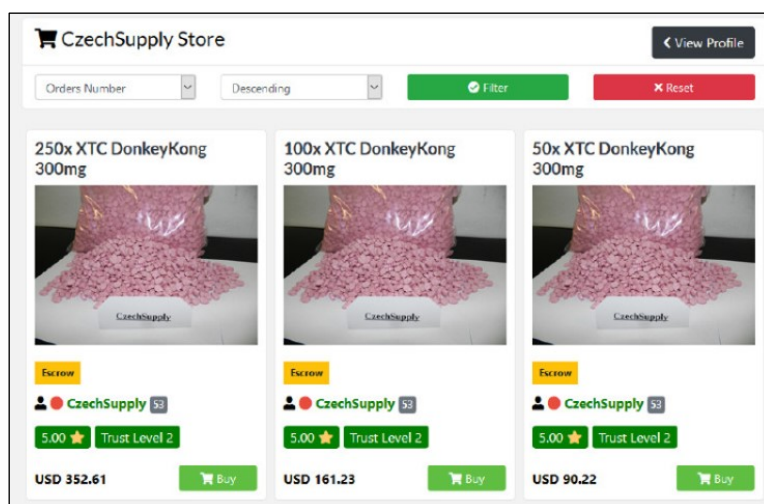 CzechSupply Store
View Profile
Orders Number
Descending
Filter
Reset
250x XTC DonkeyKong
300mg
CzechSupply
Escrow
CzechSupply 53
5.00 Trust Level 2
USD 352.61
Buy
100x XTC DonkeyKong
300mg
CzechSupply
Escrow
CzechSupply 53
5.00 Trust Level 2
USD 161.23
Buy
50x XTC DonkeyKong
300mg
CzechSupply
Escrow
CzechSupply 53
5.00 Trust Level 2
USD 90.22
Buy